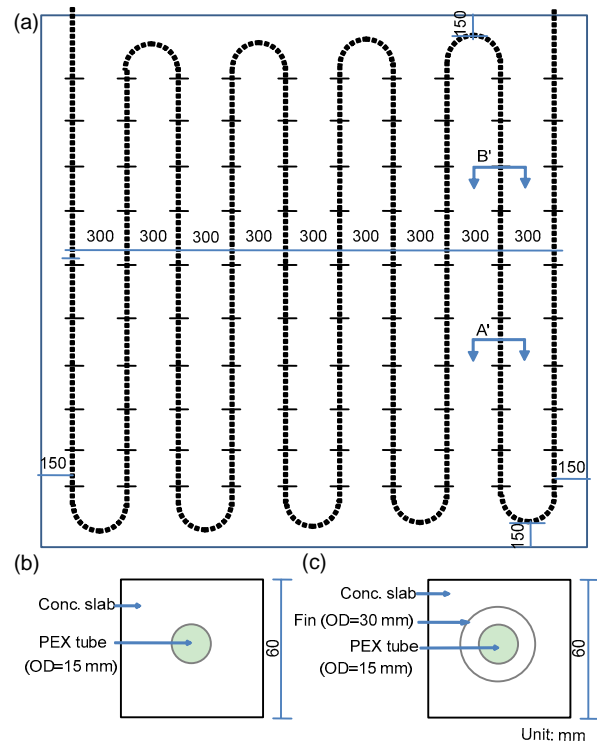 (a)
150
B'
300 300 300 300 300 300 300 300 300
A'
150
150
150
(b)
(c)
Conc. slab
PEX tube
(OD=15 mm)
60
Conc. slab
Fin (OD=30 mm)
PEX tube
(OD=15 mm)
60
Unit: mm